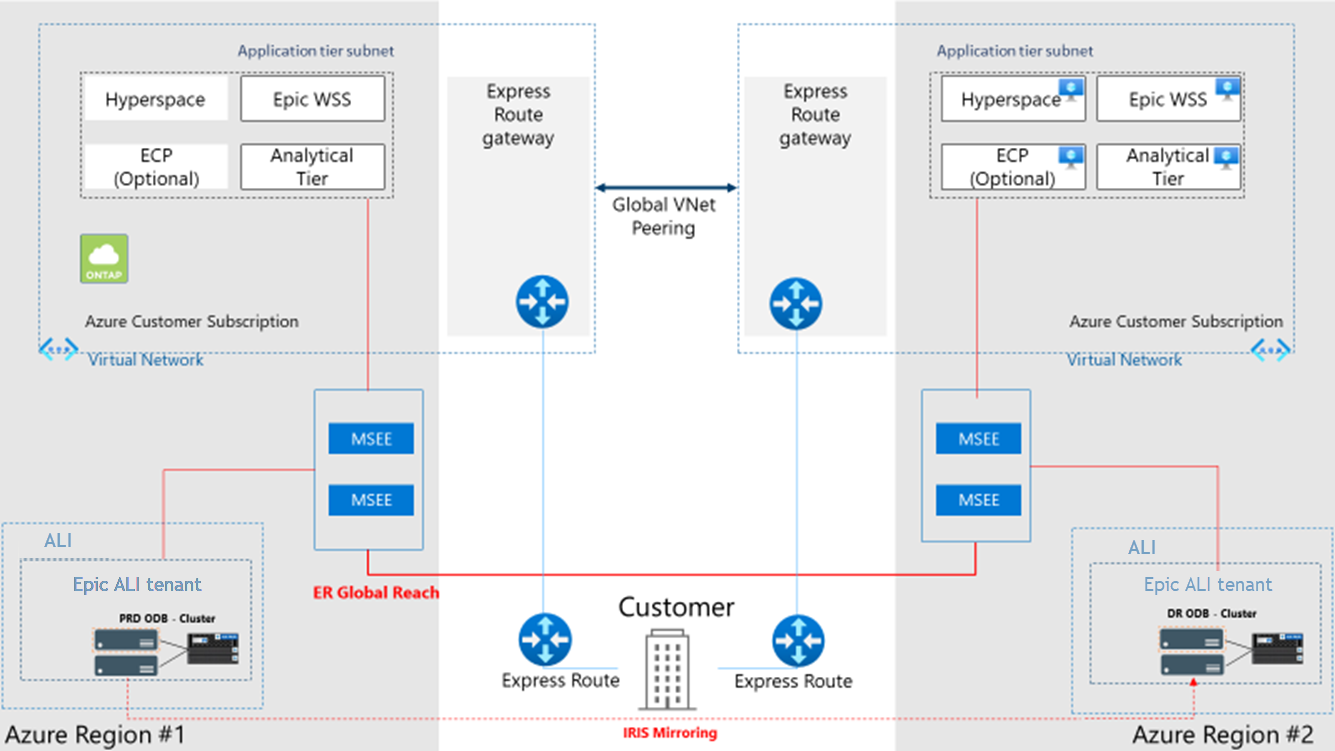 Application tier subnet
Hyperspace
Epic WSS
ECP
(Optional)
Analytical
Tier
ONTAP
Azure Customer Subscription
Virtual Network
Express
Route
gateway
Global VNet
Peering
Express
Route
gateway
Application tier subnet
Hyperspace
Epic WSS
ECP
(Optional)
Analytical
Tier
Azure Customer Subscription
Virtual Network
MSEE
MSEE
MSEE
MSEE
ALI
Epic ALI tenant
PRD ODB - Cluster
ER Global Reach
Customer
Express Route
Express Route
IRIS Mirroring
ALI
Epic ALI tenant
DR ODB - Cluster
Azure Region #1
Azure Region #2